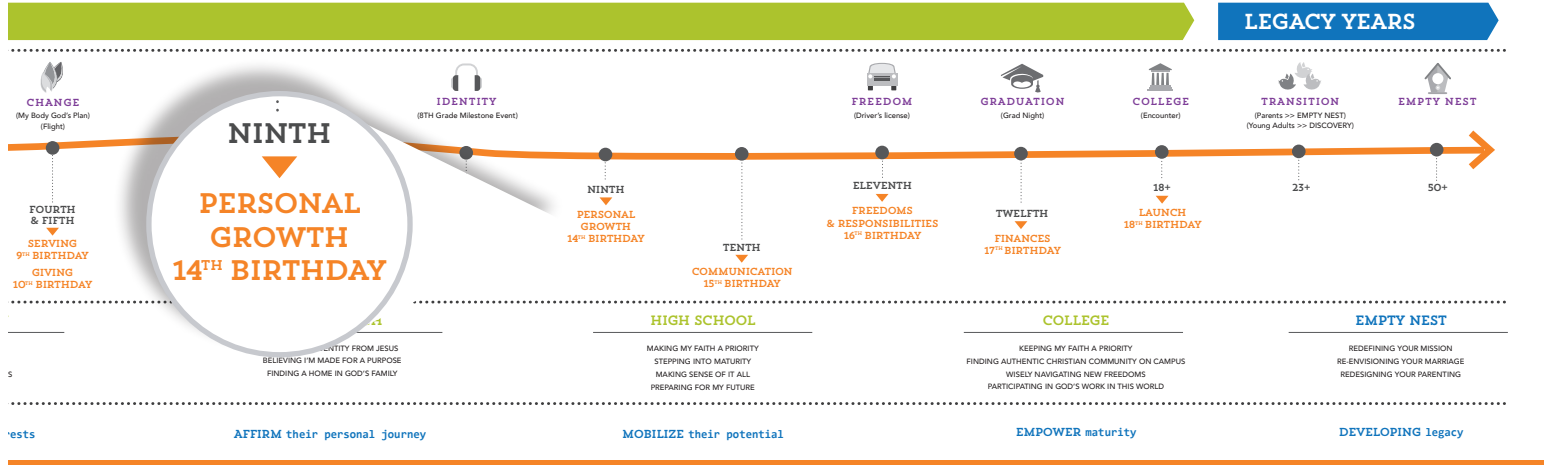 LEGACY YEARS
CHANGE
(My Body God's Plan)
(Flight)
IDENTITY
(8TH Grade Milestone Event)
FREEDOM
(Driver's license)
GRADUATION
(Grad Night)
COLLEGE
(Encounter)
TRANSITION
(Parents >> EMPTY NEST)
(Young Adults >> DISCOVERY)
EMPTY NEST
FOURTH
& FIFTH
SERVING
9TH BIRTHDAY
GIVING
10TH BIRTHDAY
NINTH
PERSONAL
GROWTH
14TH BIRTHDAY
NINTH
PERSONAL
GROWTH
14TH BIRTHDAY
TENTH
COMMUNICATION
15TH BIRTHDAY
ELEVENTH
FREEDOMS
& RESPONSIBILITIES
16TH BIRTHDAY
TWELFTH
FINANCES
17TH BIRTHDAY
18+
LAUNCH
18TH BIRTHDAY
23+
50+
FROM JESUS
BELIEVING I'M MADE FOR A PURPOSE
FINDING A HOME IN GOD'S FAMILY
HIGH SCHOOL
MAKING MY FAITH A PRIORITY
STEPPING INTO MATURITY
MAKING SENSE OF IT ALL
PREPARING FOR MY FUTURE
COLLEGE
KEEPING MY FAITH A PRIORITY
FINDING AUTHENTIC CHRISTIAN COMMUNITY ON CAMPUS
WISELY NAVIGATING NEW FREEDOMS
PARTICIPATING IN GOD'S WORK IN THIS WORLD
EMPTY NEST
REDEFINING YOUR MISSION
RE-ENVISIONING YOUR MARRIAGE
REDESIGNING YOUR PARENTING
AFFIRM their personal journey
MOBILIZE their potential
EMPOWER maturity
DEVELOPING legacy